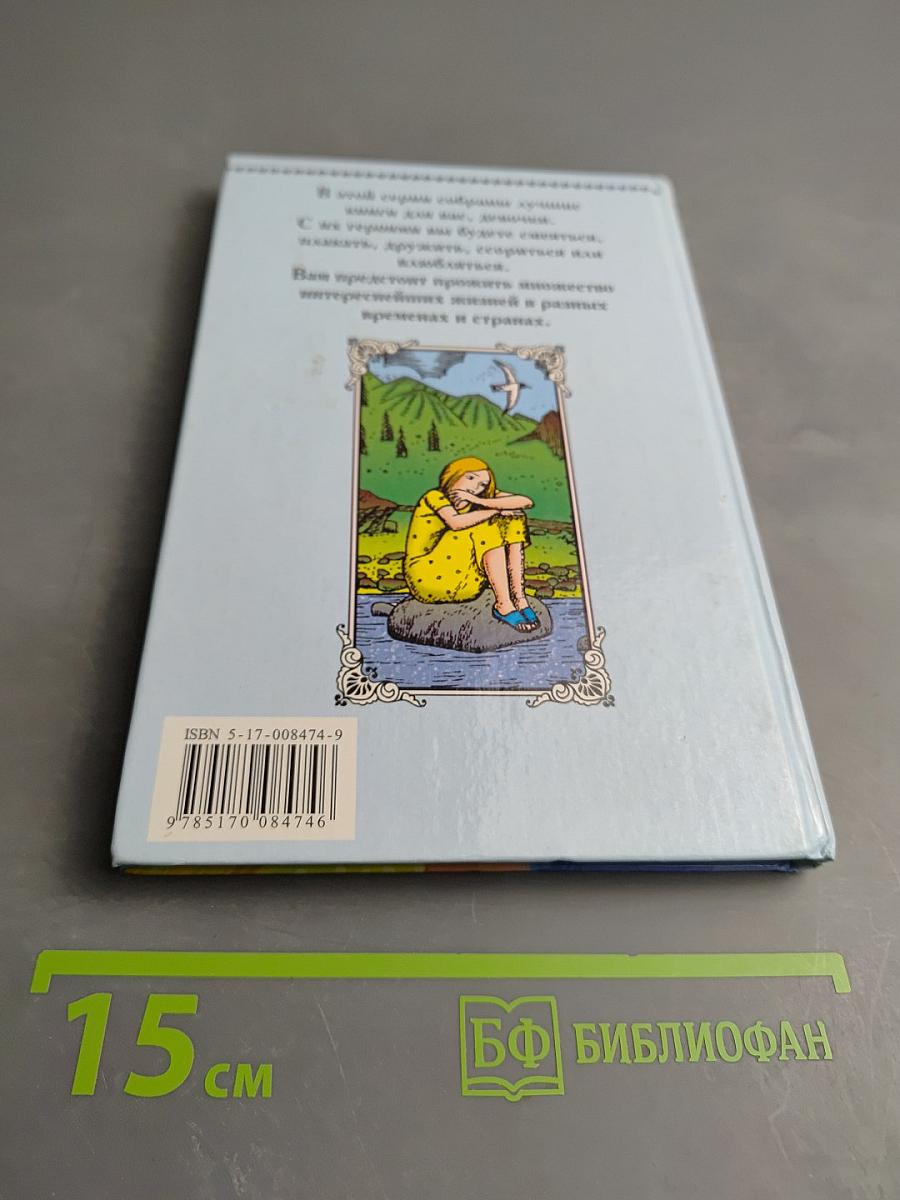 В этой серии собраны лучшие
книги для вас, девочки.
С их героями вы будете смеяться,
плакать, дружить, ссориться или
влюбляться.
Вам предстоит прожить множество
интереснейших жизней в разных
временах и странах.
ISBN 5-17-008474-9
9 785170 084746
15 см
БФ БИБЛИОФАН